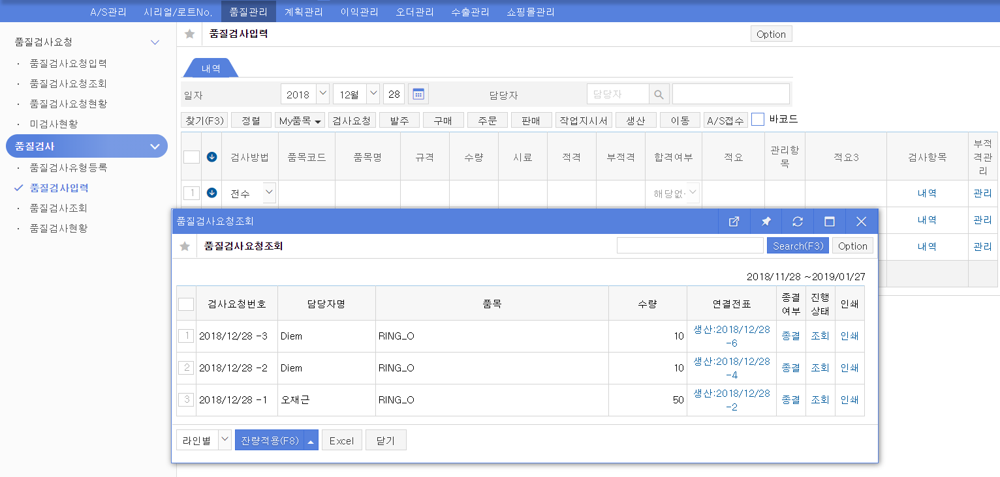 A/S관리 시리얼/로트No. 품질관리 계획관리 이익관리 오더관리 수출관리 쇼핑몰관리
품질검사요청
· 품질검사요청입력
· 품질검사요청조회
· 품질검사요청현황
· 미검사현황
품질검사
· 품질검사유형등록
품질검사입력
· 품질검사조회
· 품질검사현황
품질검사입력 Option
내역
일자 2018 12월 28 담당자 담당자
찾기(F3) 정렬 My품목 검사요청 발주 구매 주문 판매 작업지시서 생산 이동 A/S접수 바코드
검사방법 품목코드 품목명 규격 수량 시료 적격 부적격 합격여부 적요 관리항목 적요3 검사항목 부적격관리
1 전수 해당없- 내역 관리
내역 관리
내역 관리
품질검사요청조회
품질검사요청조회 Search(F3) Option
2018/11/28 ~2019/01/27
검사요청번호 담당자명 품목 수량 연결전표 종결여부 진행상태 인쇄
1 2018/12/28 -3 Diem RING_O 10 생산:2018/12/28 -6 종결 조회 인쇄
2 2018/12/28 -2 Diem RING_O 10 생산:2018/12/28 -4 종결 조회 인쇄
3 2018/12/28 -1 오재근 RING_O 50 생산:2018/12/28 -2 종결 조회 인쇄
라인별 잔량적용(F8) Excel 닫기